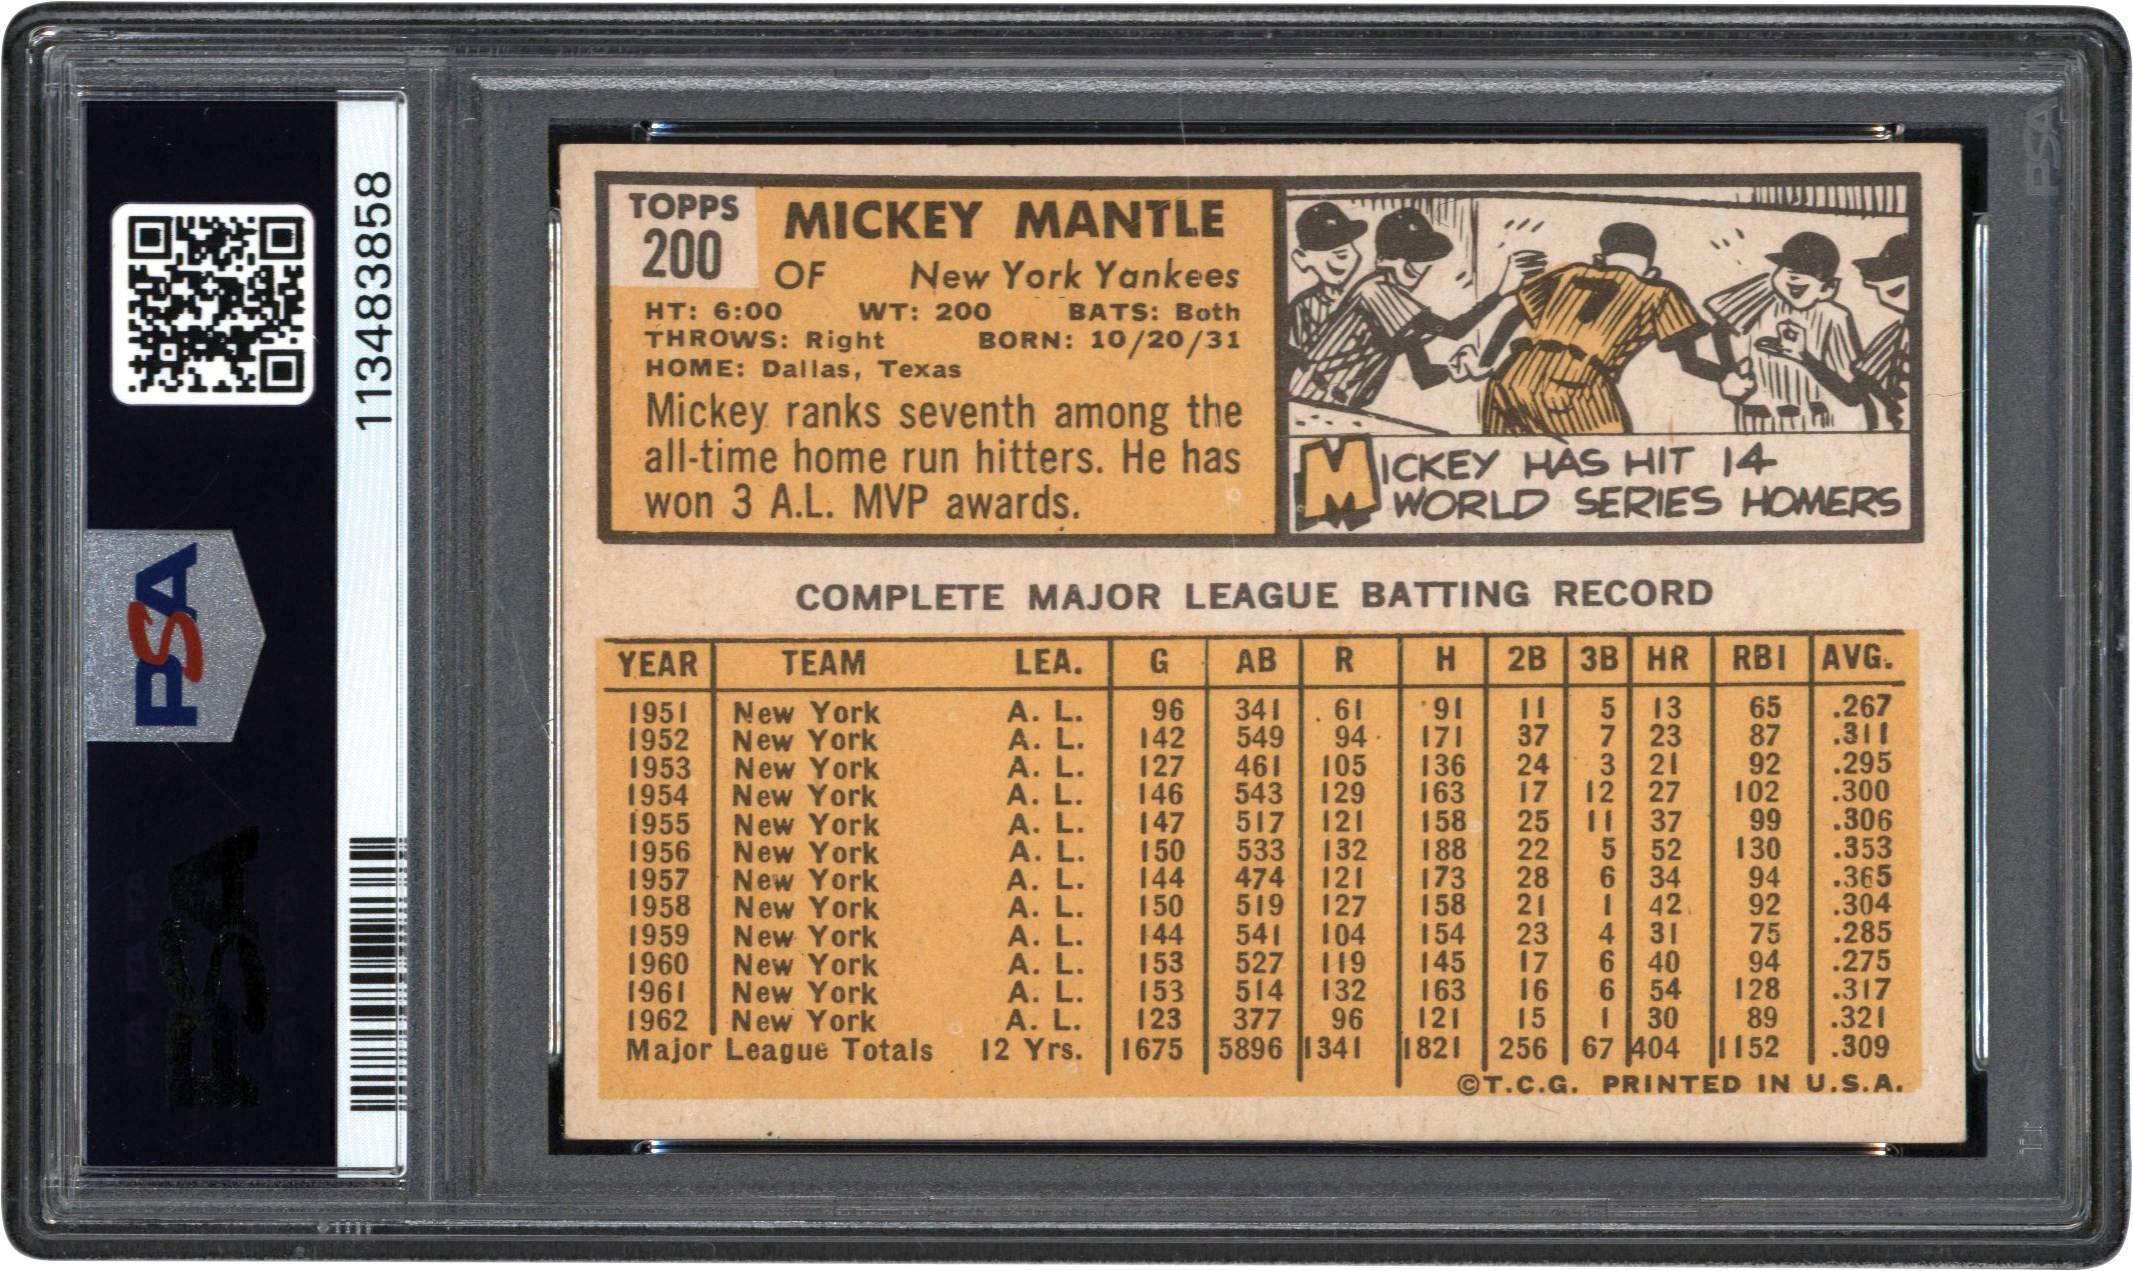 113483858
PSA
PSA
PSA
TOPPS
200
MICKEY MANTLE
OF New York Yankees
HT: 6:00 WT: 200 BATS: Both
THROWS: Right BORN: 10/20/31
HOME: Dallas, Texas
Mickey ranks seventh among the
all-time home run hitters. He has
won 3 A.L. MVP awards.
7
MICKEY HAS HIT 14
WORLD SERIES HOMERS
COMPLETE MAJOR LEAGUE BATTING RECORD
YEAR TEAM LEA. G AB R H 2B 3B HR RBI AVG.
1951 New York A. L. 96 341 61 91 11 5 13 65 .267
1952 New York A. L. 142 549 94 171 37 7 23 87 .311
1953 New York A. L. 127 461 105 136 24 3 21 92 .295
1954 New York A. L. 146 543 129 163 17 12 27 102 .300
1955 New York A. L. 147 517 121 158 25 11 37 99 .306
1956 New York A. L. 150 533 132 188 22 5 52 130 .353
1957 New York A. L. 144 474 121 173 28 6 34 94 .365
1958 New York A. L. 150 519 127 158 21 1 42 92 .304
1959 New York A. L. 144 541 104 154 23 4 31 75 .285
1960 New York A. L. 153 527 119 145 17 6 40 94 .275
1961 New York A. L. 153 514 132 163 16 6 54 128 .317
1962 New York A. L. 123 377 96 121 15 1 30 89 .321
Major League Totals 12 Yrs. 1675 5896 1341 1821 256 67 404 1152 .309
©T.C.G. PRINTED IN U.S.A.